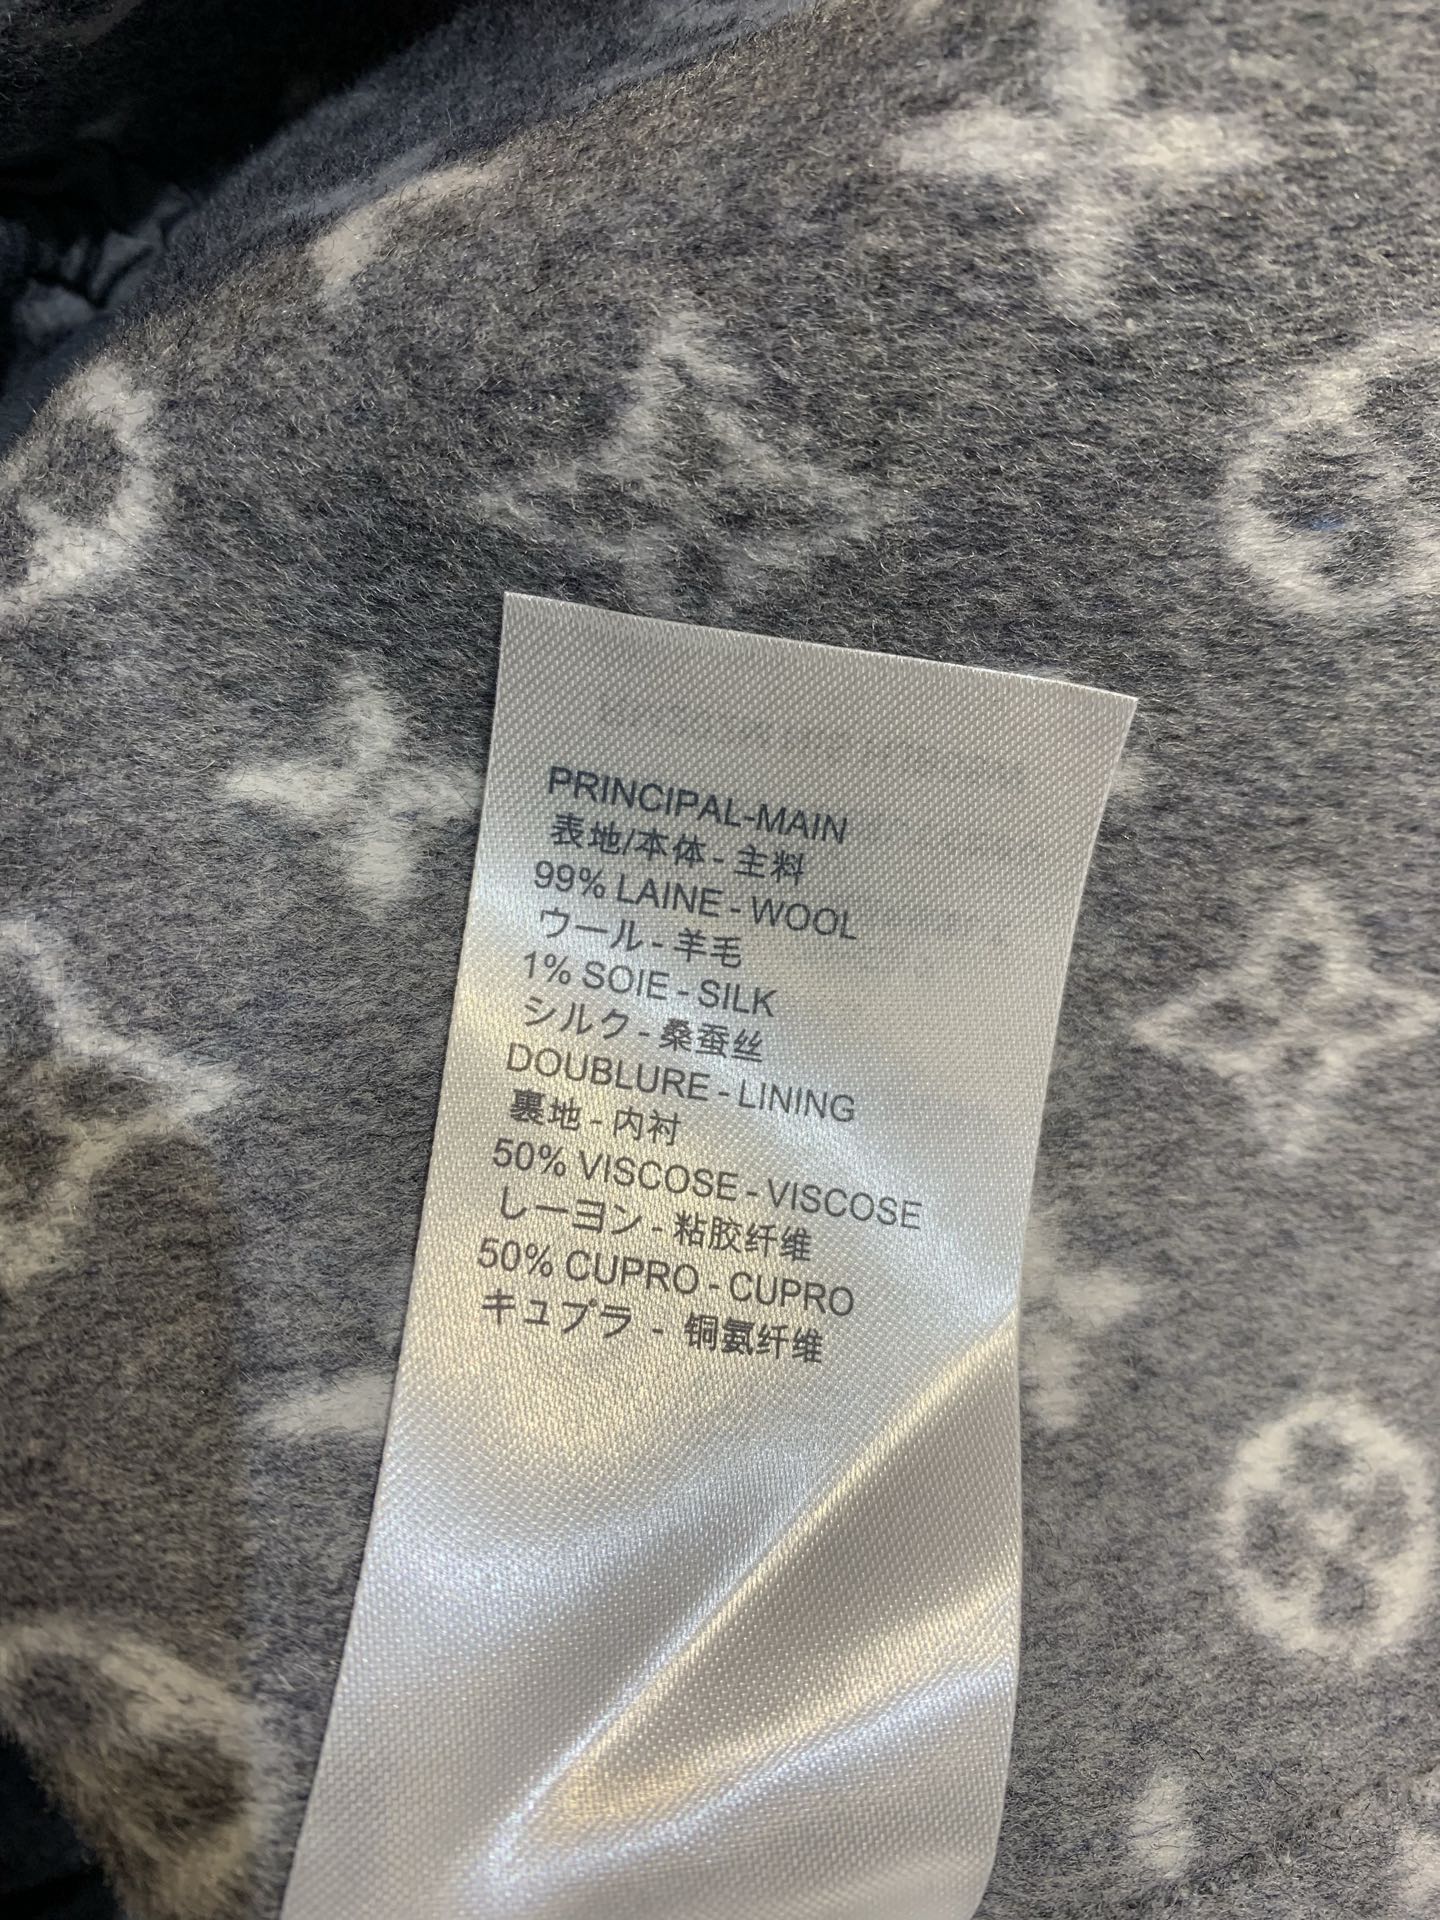 PRINCIPAL-MAIN
表地/本体 - 主料
99% LAINE - WOOL
ウール - 羊毛
1% SOIE - SILK
シルク - 桑蚕丝
DOUBLURE - LINING
裏地 - 内衬
50% VISCOSE - VISCOSE
しーヨン - 粘胶纤维
50% CUPRO - CUPRO
キュプラ - 铜氨纤维